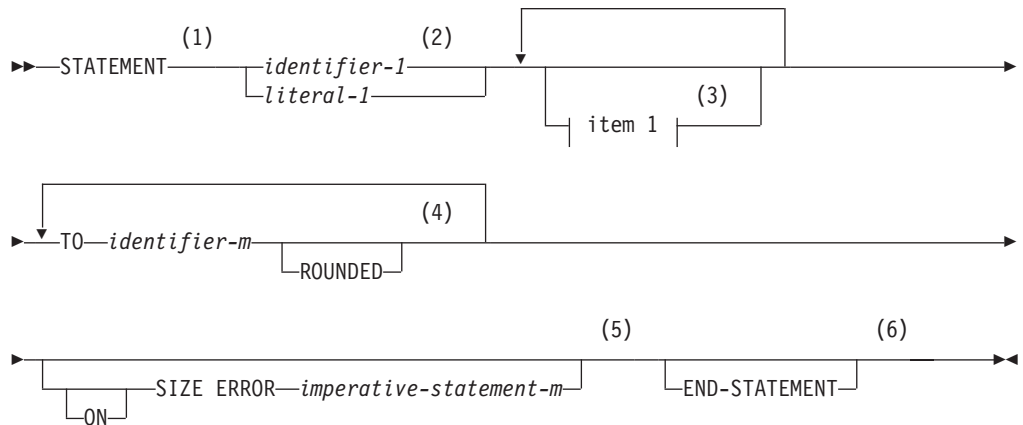 (1) (2)
STATEMENT identifier-1
literal-1 (3)
item 1
(4)
TO identifier-m
ROUNDED
(5) (6)
SIZE ERROR imperative-statement-m END-STATEMENT
ON